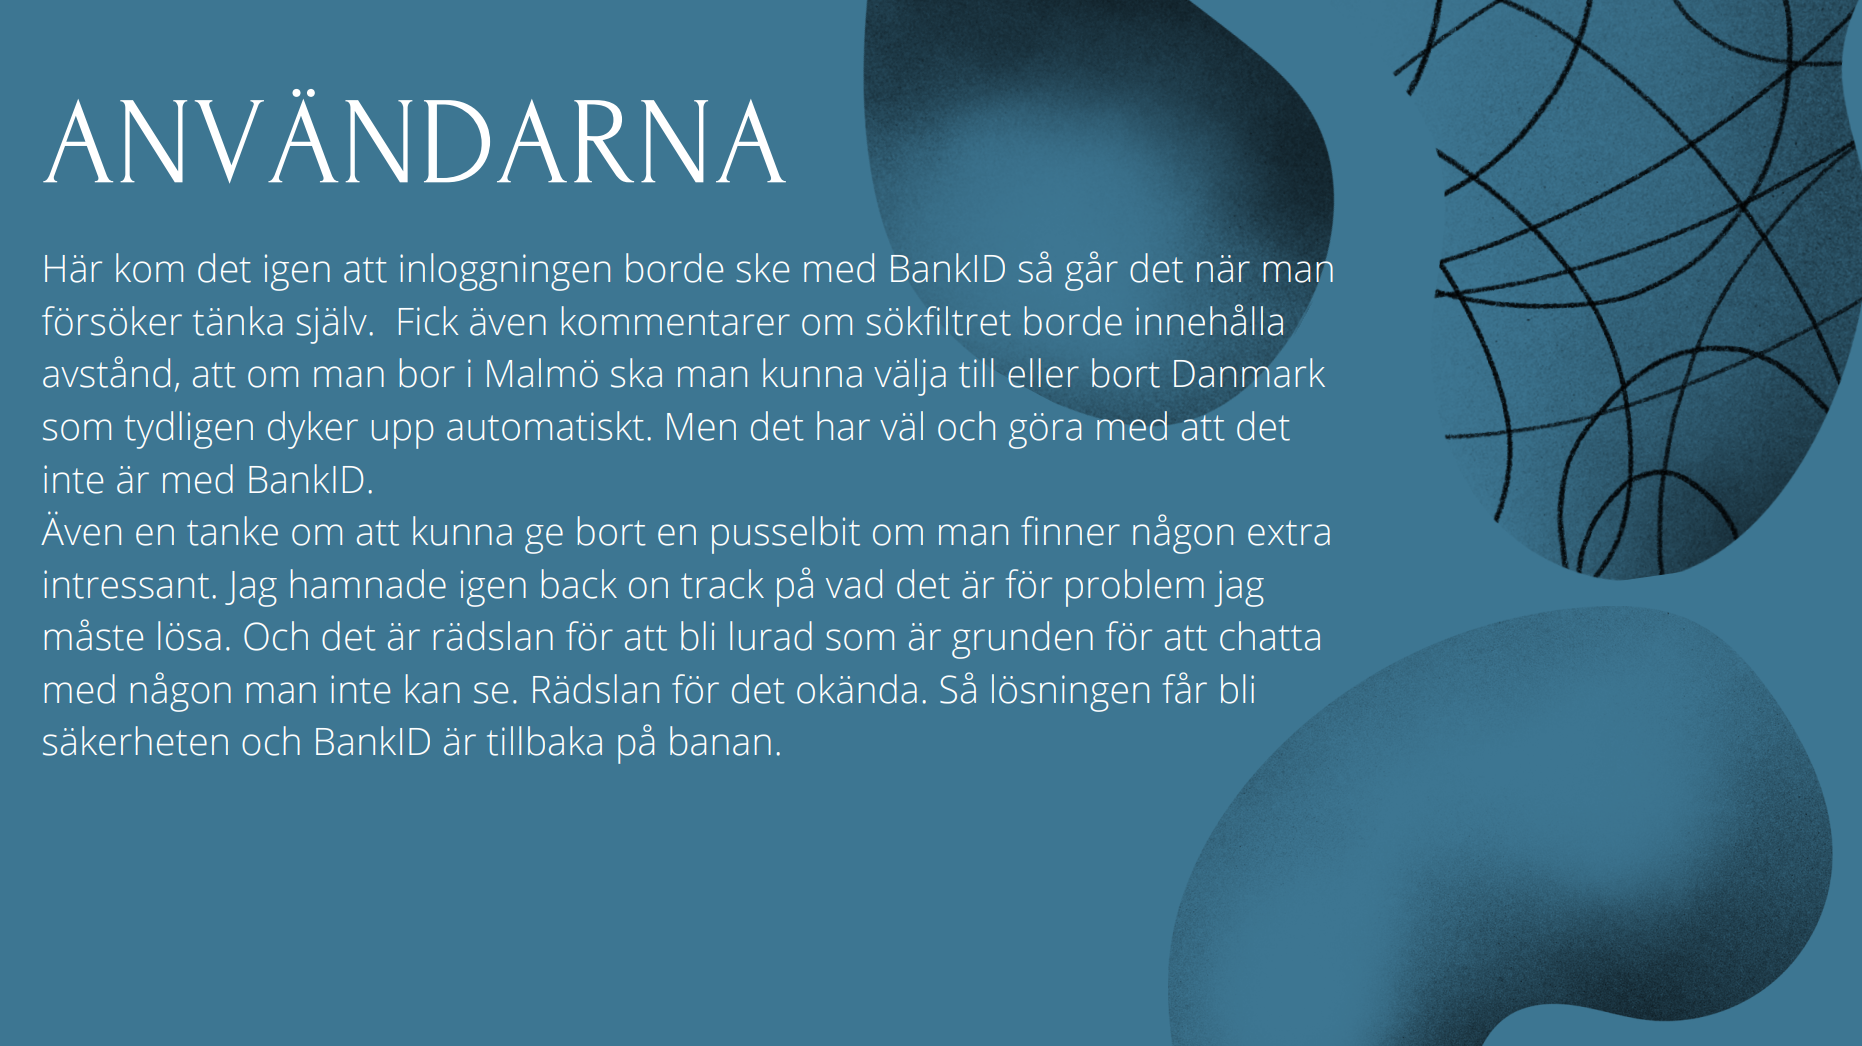 ANVÄNDARNA
Här kom det igen att inloggningen borde ske med BankID så går det när man
försöker tänka själv.  Fick även kommentarer om sökfiltret borde innehålla
avstånd, att om man bor i Malmö ska man kunna välja till eller bort Danmark
som tydligen dyker upp automatiskt. Men det har väl och göra med att det
inte är med BankID.
Även en tanke om att kunna ge bort en pusselbit om man finner någon extra
intressant. Jag hamnade igen back on track på vad det är för problem jag
måste lösa. Och det är rädslan för att bli lurad som är grunden för att chatta
med någon man inte kan se. Rädslan för det okända. Så lösningen får bli
säkerheten och BankID är tillbaka på banan.